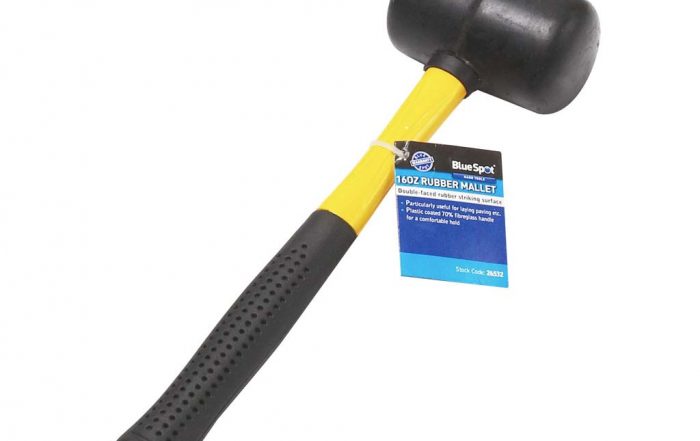 WARRANTY
BlueSpot
HAND TOOLS
16OZ RUBBER MALLET
Double-faced rubber striking surface
• Particularly useful for laying paving etc.
• Plastic coated 70% fibreglass handle
for a comfortable hold
Stock Code: 26532